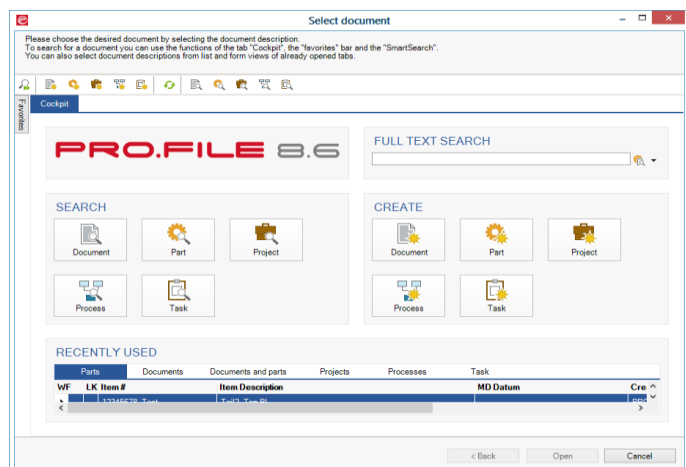 Select document
Please choose the desired document by selecting the document description.
To search for a document you can use the functions of the tab "Cockpit", the "favorites" bar and the "SmartSearch".
You can also select document descriptions from list and form views of already opened tabs.
Favorites
Cockpit
PRO.FILE 8.6
FULL TEXT SEARCH
SEARCH
Document Part Project
Process Task
CREATE
Document Part Project
Process Task
RECENTLY USED
Parts Documents Documents and parts Projects Processes Task
WF LK Item # Item Description MD Datum Cre
< Back Open Cancel